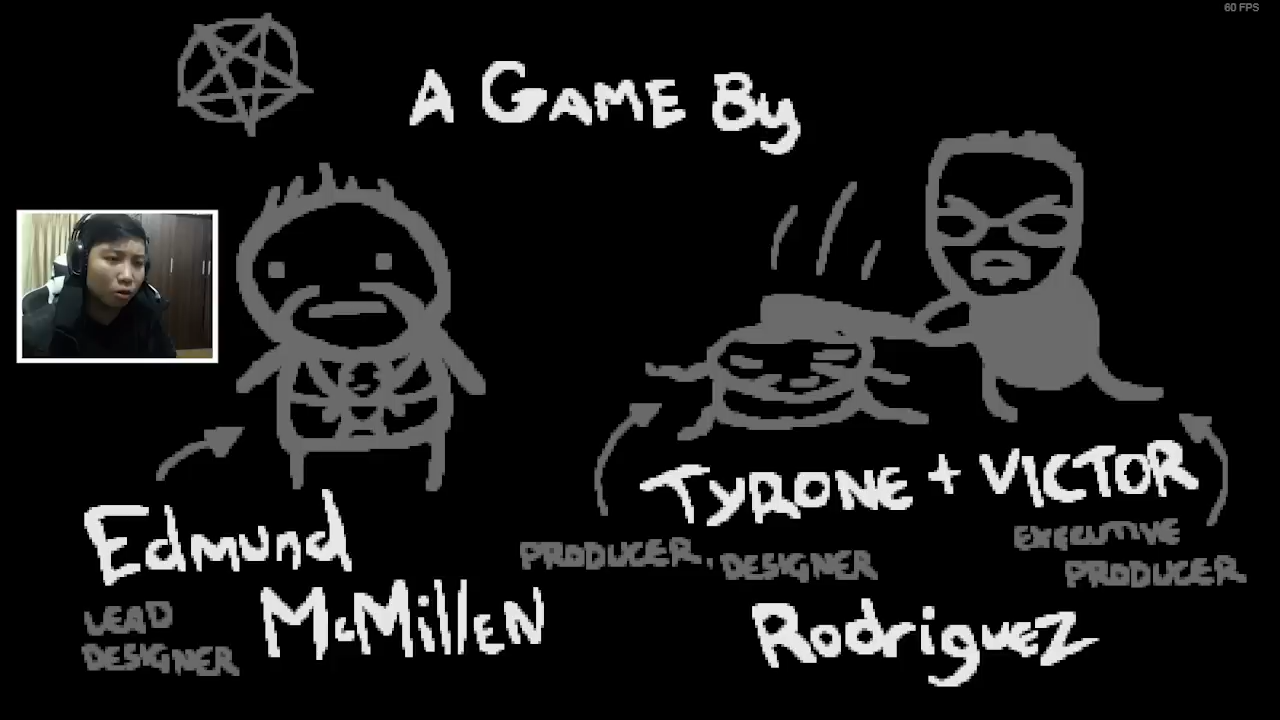 60 FPS
A GAME By
TYRONE + VICTOR
Edmund
PRODUCER, DESIGNER
EXECUTIVE
PRODUCER
LEAD
DESIGNER
McMillEN
RodriguEZ